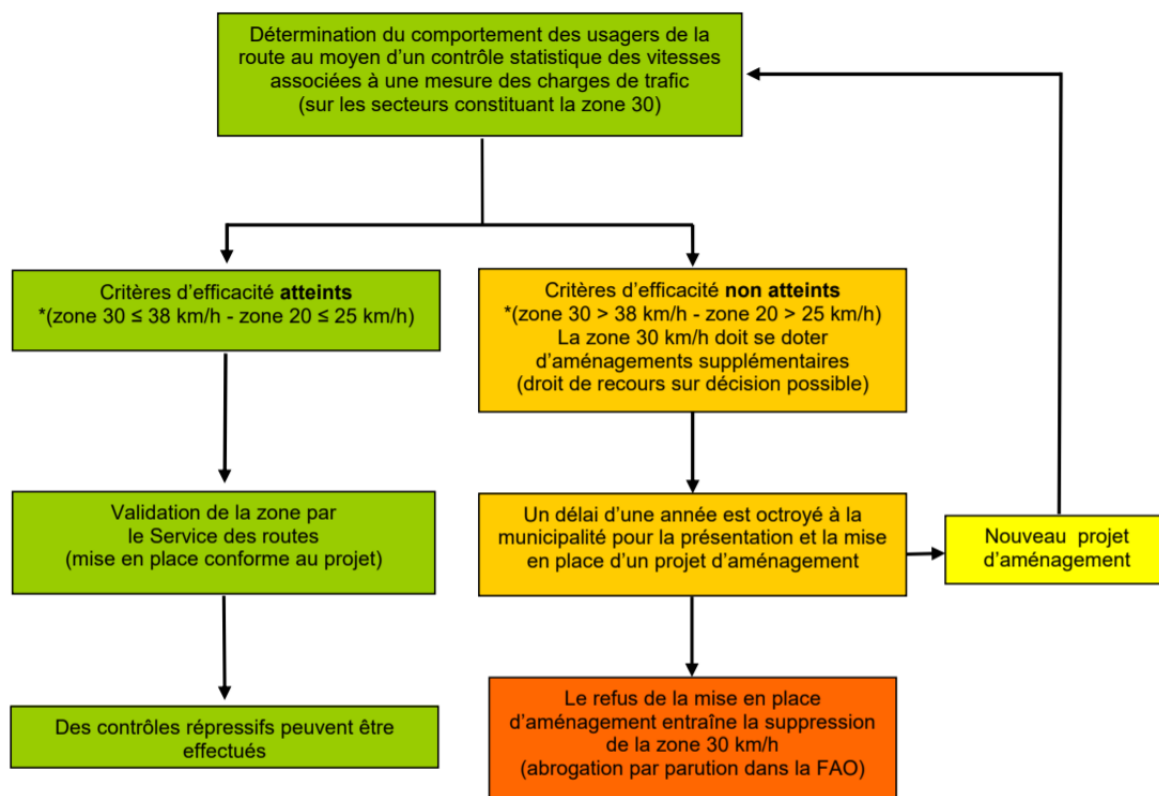 Détermination du comportement des usagers de la
route au moyen d'un contrôle statistique des vitesses
associées à une mesure des charges de trafic
(sur les secteurs constituant la zone 30)
Critères d'efficacité atteints
*(zone 30 ≤ 38 km/h - zone 20 ≤ 25 km/h)
Critères d'efficacité non atteints
*(zone 30 > 38 km/h - zone 20 > 25 km/h)
La zone 30 km/h doit se doter
d'aménagements supplémentaires
(droit de recours sur décision possible)
Validation de la zone par
le Service des routes
(mise en place conforme au projet)
Un délai d'une année est octroyé à la
municipalité pour la présentation et la mise
en place d'un projet d'aménagement
Nouveau projet
d'aménagement
Des contrôles répressifs peuvent être
effectués
Le refus de la mise en place
d'aménagement entraîne la suppression
de la zone 30 km/h
(abrogation par parution dans la FAO)